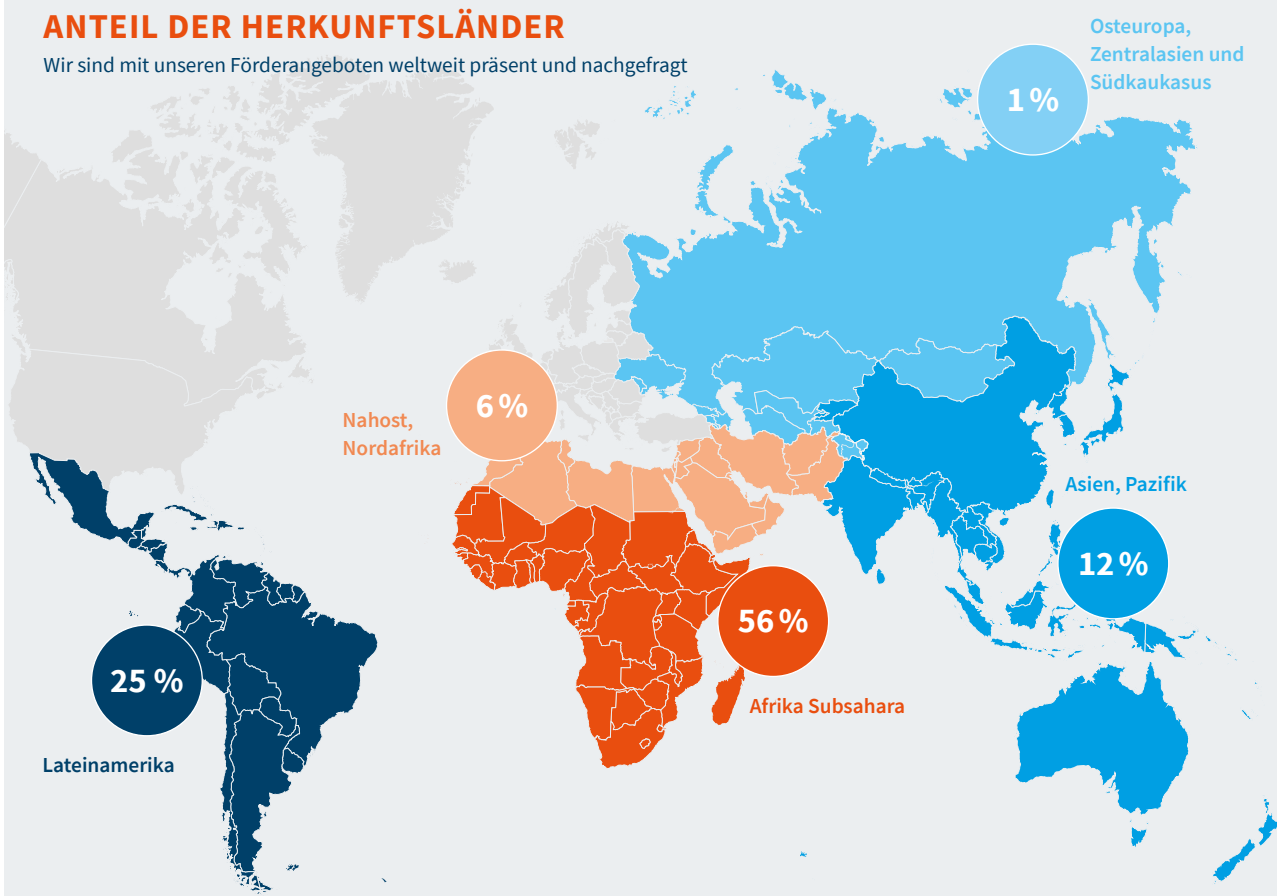 ANTEIL DER HERKUNFTSLÄNDER
Wir sind mit unseren Förderangeboten weltweit präsent und nachgefragt
Osteuropa,
Zentralasien und
Südkaukasus
1 %
6 %
Nahost,
Nordafrika
Asien, Pazifik
12 %
56 %
Afrika Subsahara
25 %
Lateinamerika